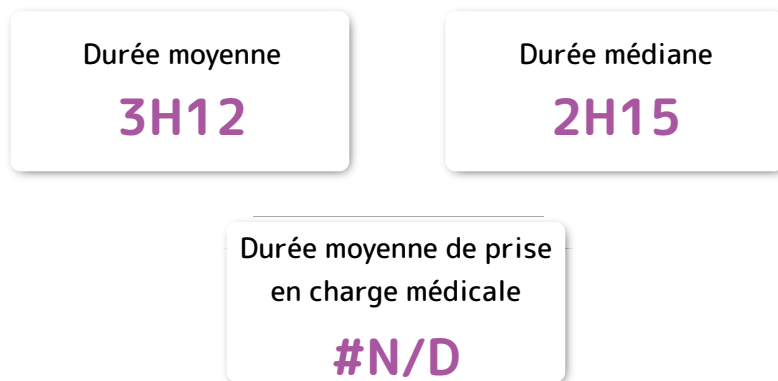 Durée moyenne
3H12
Durée médiane
2H15
Durée moyenne de prise
en charge médicale
#N/D